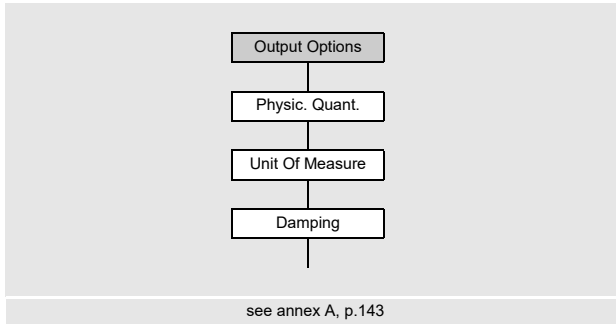 Output Options
Physic. Quant.
Unit Of Measure
Damping
see annex A, p.143